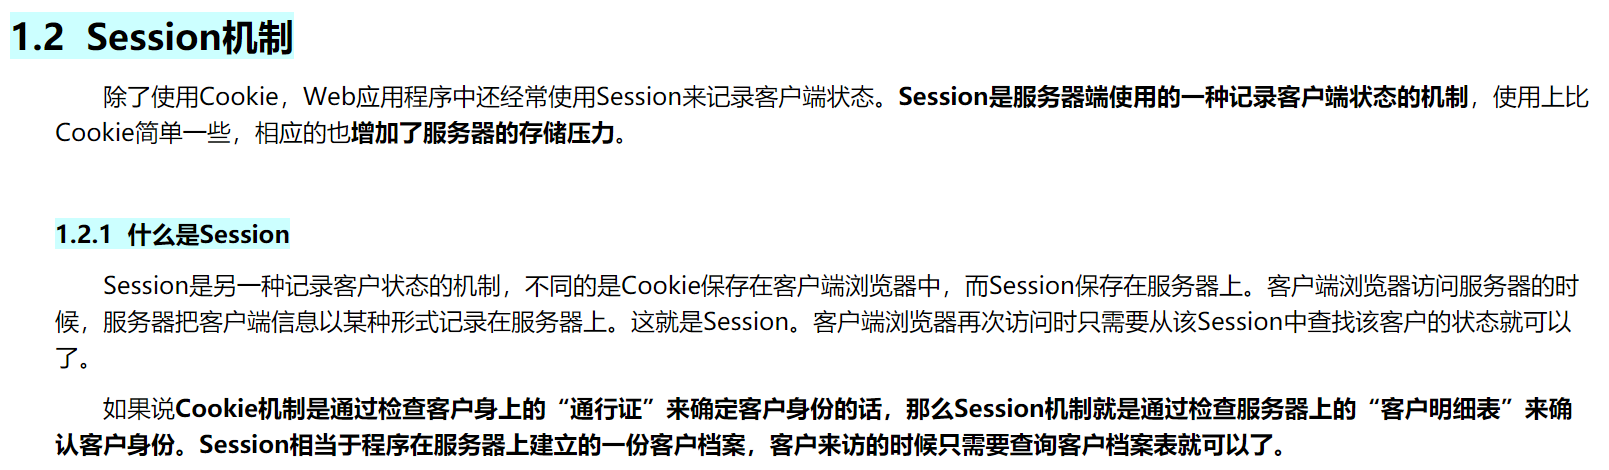 1.2  Session机制
除了使用Cookie，Web应用程序中还经常使用Session来记录客户端状态。Session是服务器端使用的一种记录客户端状态的机制，使用上比
Cookie简单一些，相应的也增加了服务器的存储压力。
1.2.1  什么是Session
Session是另一种记录客户状态的机制，不同的是Cookie保存在客户端浏览器中，而Session保存在服务器上。客户端浏览器访问服务器的时
候，服务器把客户端信息以某种形式记录在服务器上。这就是Session。客户端浏览器再次访问时只需要从该Session中查找该客户的状态就可以
了。
如果说Cookie机制是通过检查客户身上的“通行证”来确定客户身份的话，那么Session机制就是通过检查服务器上的“客户明细表”来确
认客户身份。Session相当于程序在服务器上建立的一份客户档案，客户来访的时候只需要查询客户档案表就可以了。